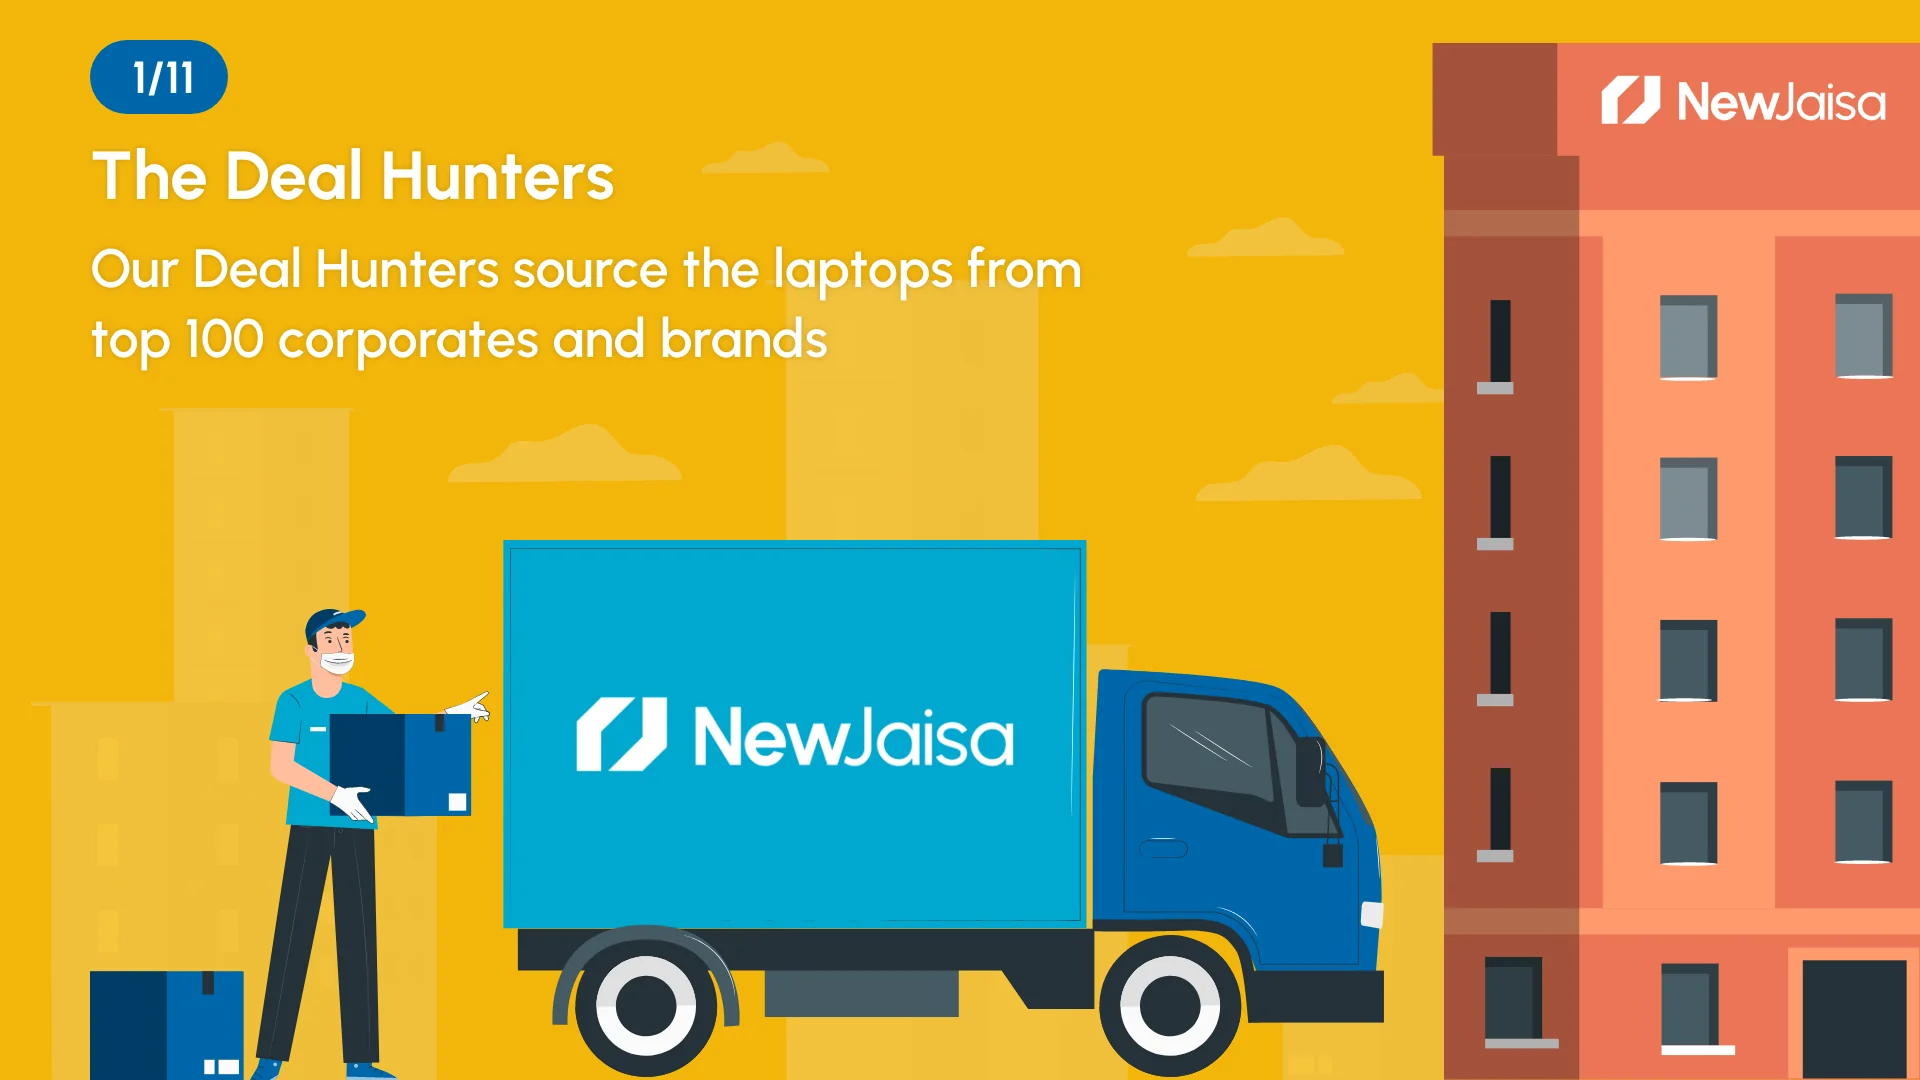 1/11
NewJaisa
The Deal Hunters
Our Deal Hunters source the laptops from
top 100 corporates and brands
NewJaisa